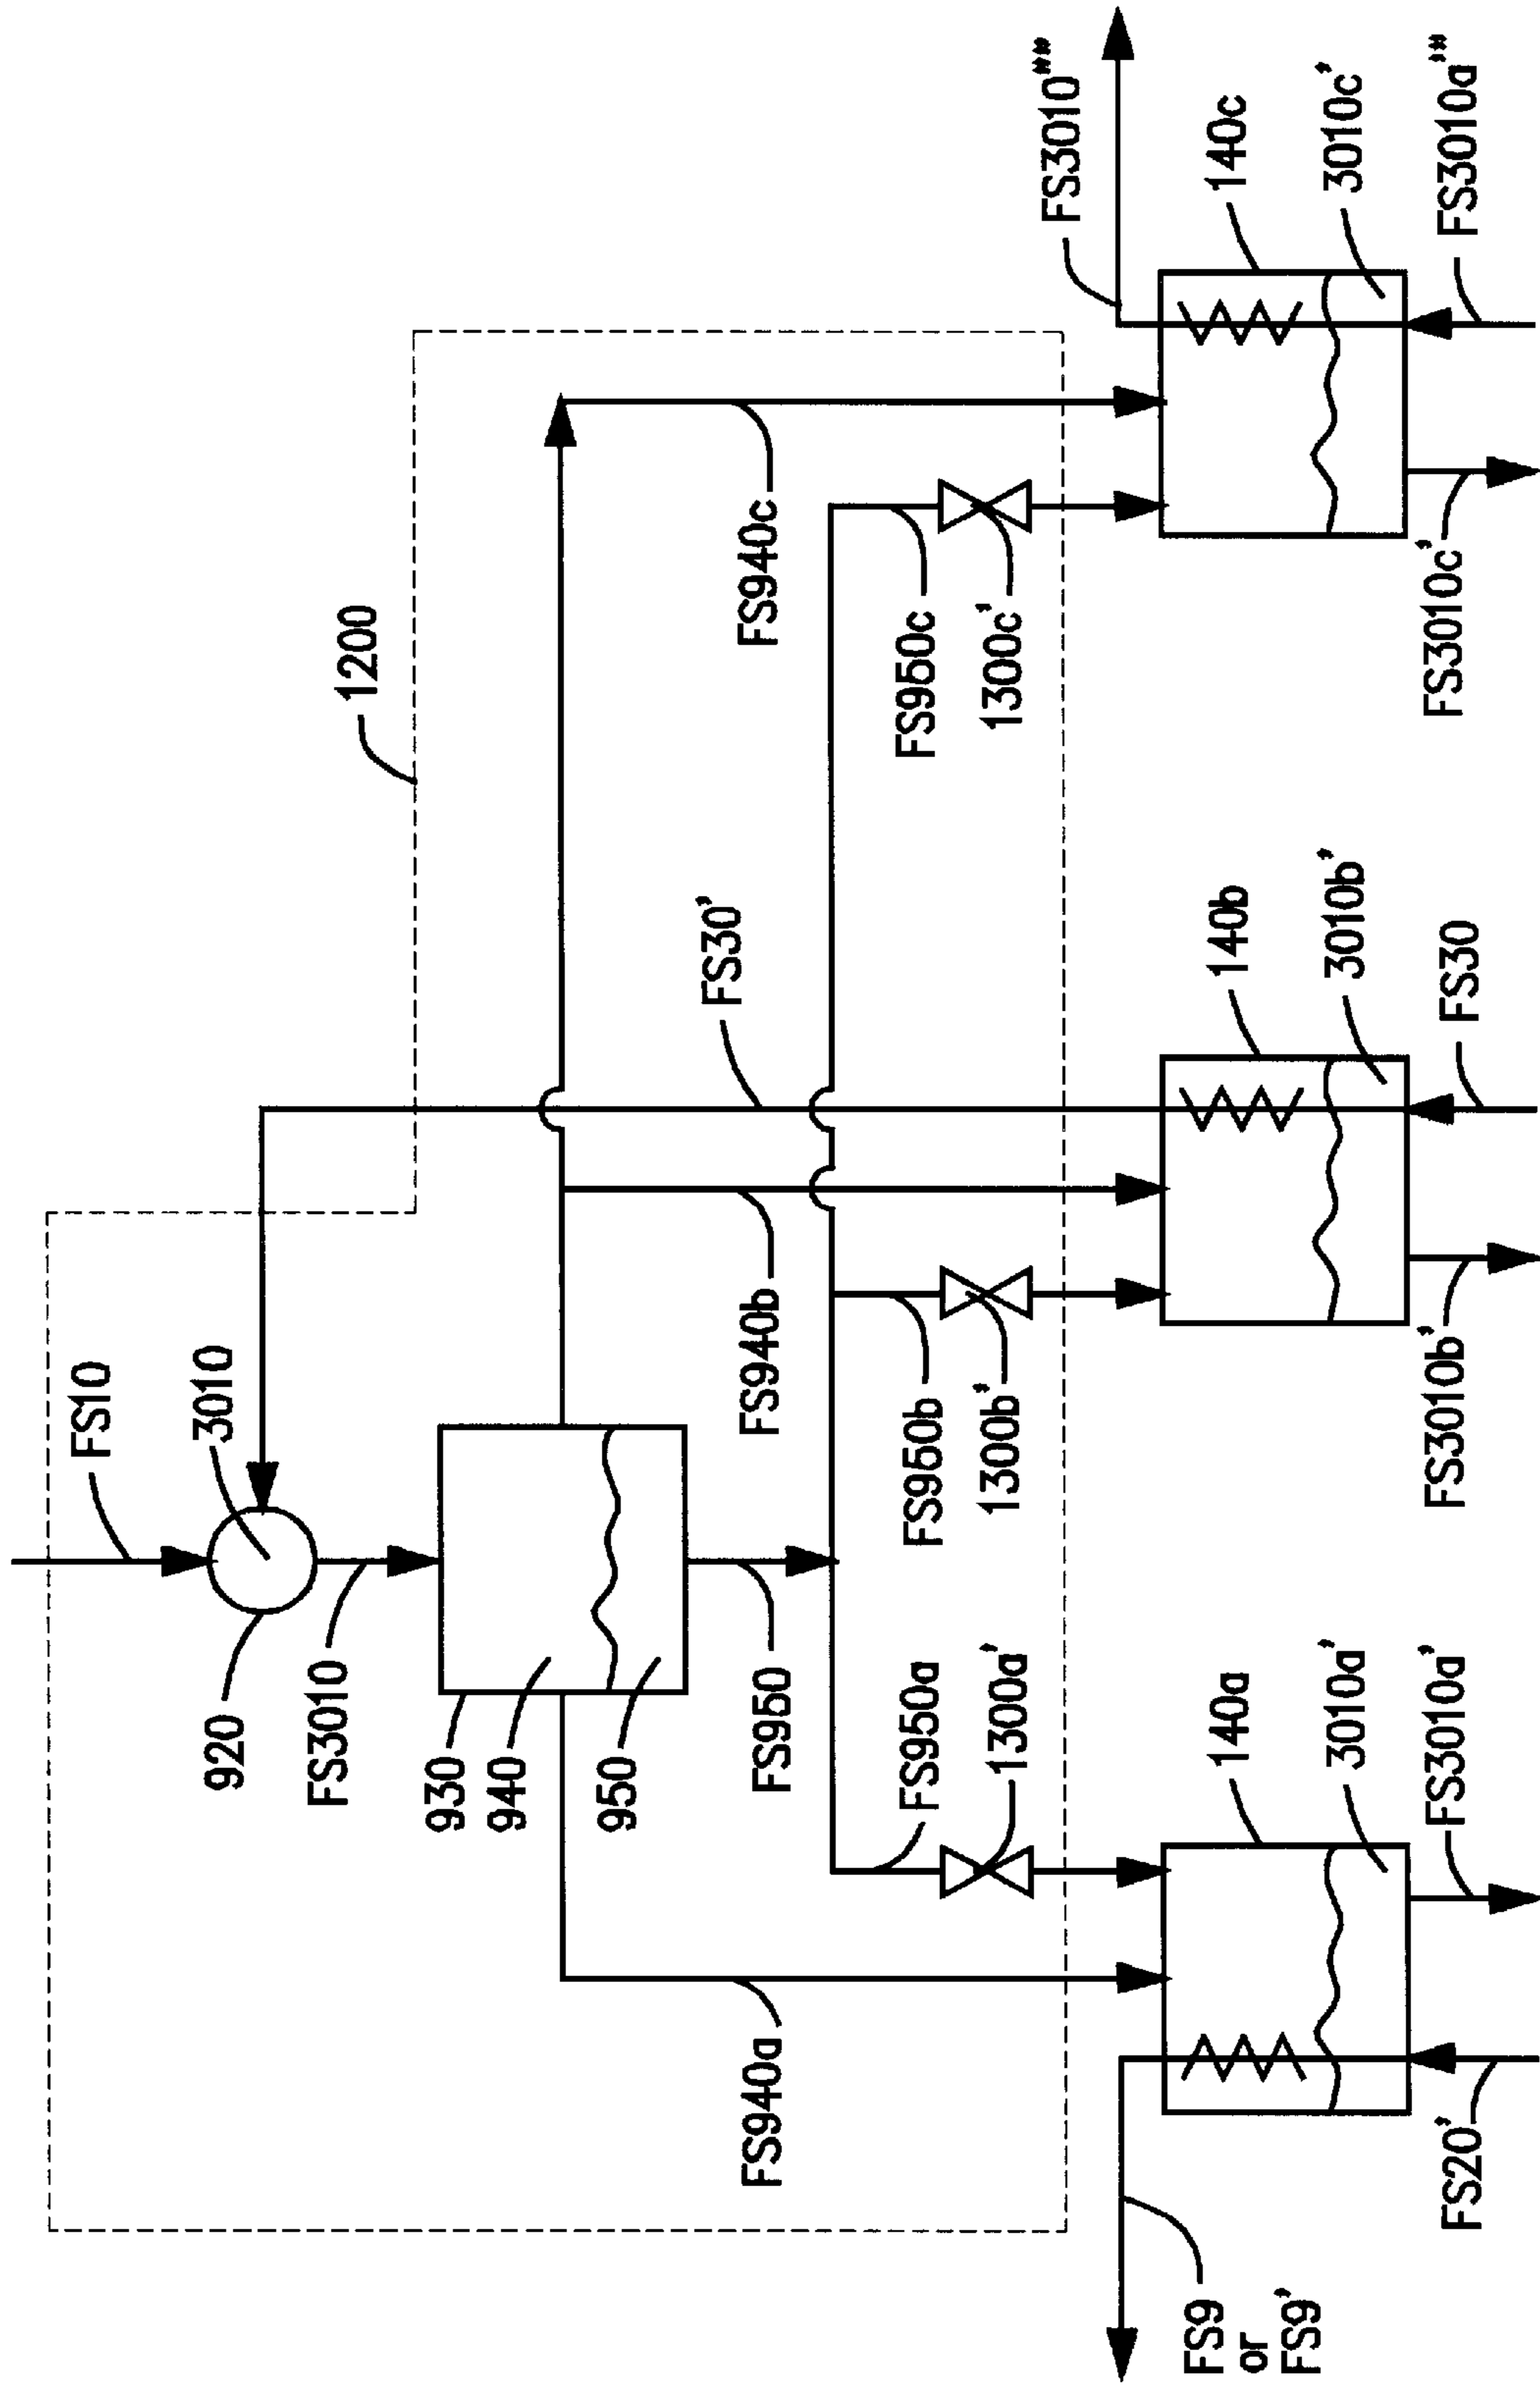 FS10
920
3010
FS3010
1200
930
940
950
FS30'
FS940a
FS950
FS940b
FS940c
FS950a
FS950b
FS950c
1300a'
1300b'
1300c'
FS3010""
FS9
or
FS9'
140a
140b
140c
3010a'
3010b'
3010c'
FS20'
FS3010a'
FS3010b'
FS30
FS3010c'
FS3010a'"